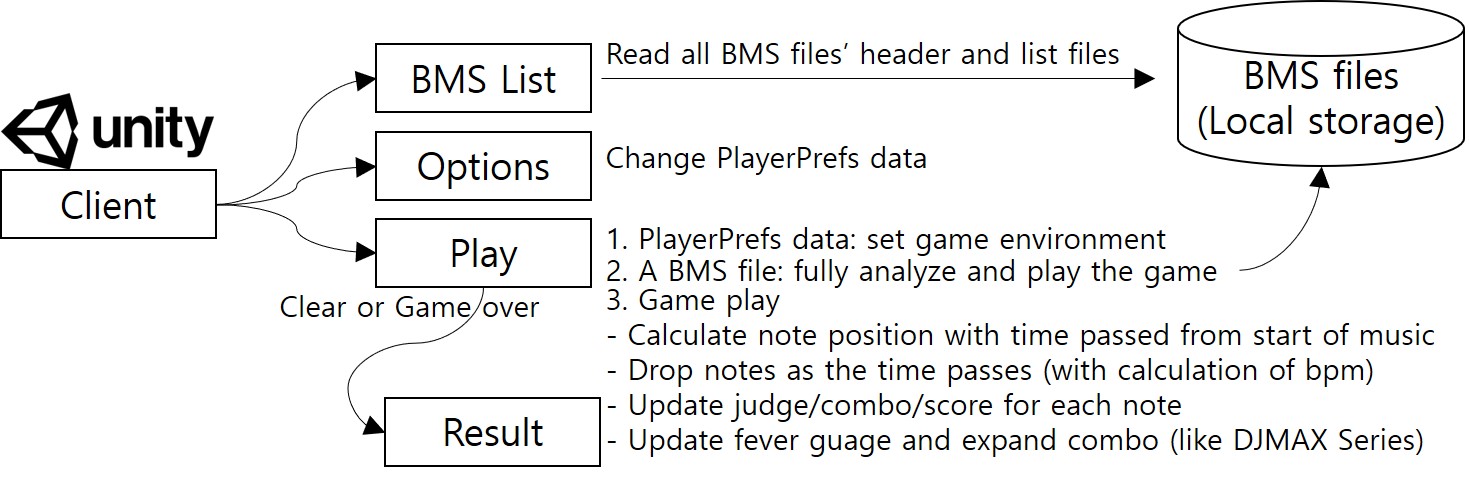 unity
Client
BMS List
Read all BMS files’ header and list files
BMS files
(Local storage)
Options
Change PlayerPrefs data
Play
1. PlayerPrefs data: set game environment
2. A BMS file: fully analyze and play the game
3. Game play
- Calculate note position with time passed from start of music
- Drop notes as the time passes (with calculation of bpm)
- Update judge/combo/score for each note
- Update fever guage and expand combo (like DJMAX Series)
Clear or Game over
Result